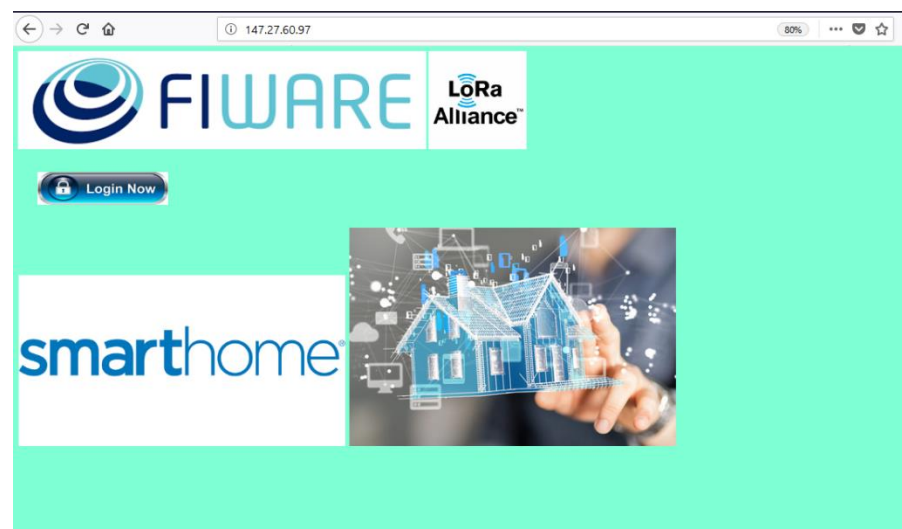 147.27.60.97
80%
FIWARE
LoRa
Alliance™
Login Now
smarthome®